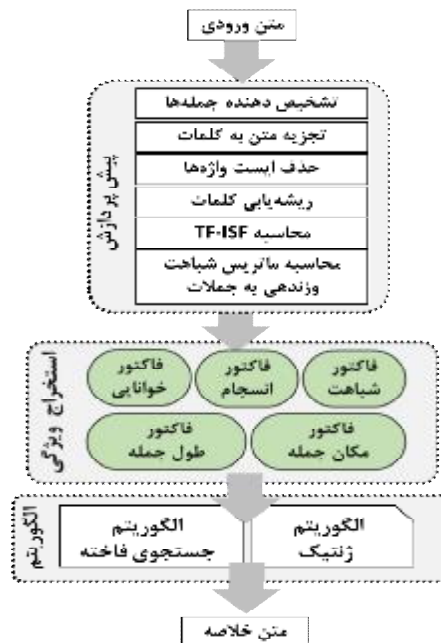 متن ورودی
پیش پردازش
تشخیص دهنده جمله‌ها
تجزیه متن به کلمات
حذف ایست واژه‌ها
ریشه‌یابی کلمات
محاسبه TF-ISF
محاسبه ماتریس شباهت
وزندهی به جملات
استخراج ویژگی
فاکتور
شباهت
فاکتور
انسجام
فاکتور
خوانایی
فاکتور
مکان جمله
فاکتور
طول جمله
الگوریتم
الگوریتم
ژنتیک
الگوریتم
جستجوی فاخته
متن خلاصه